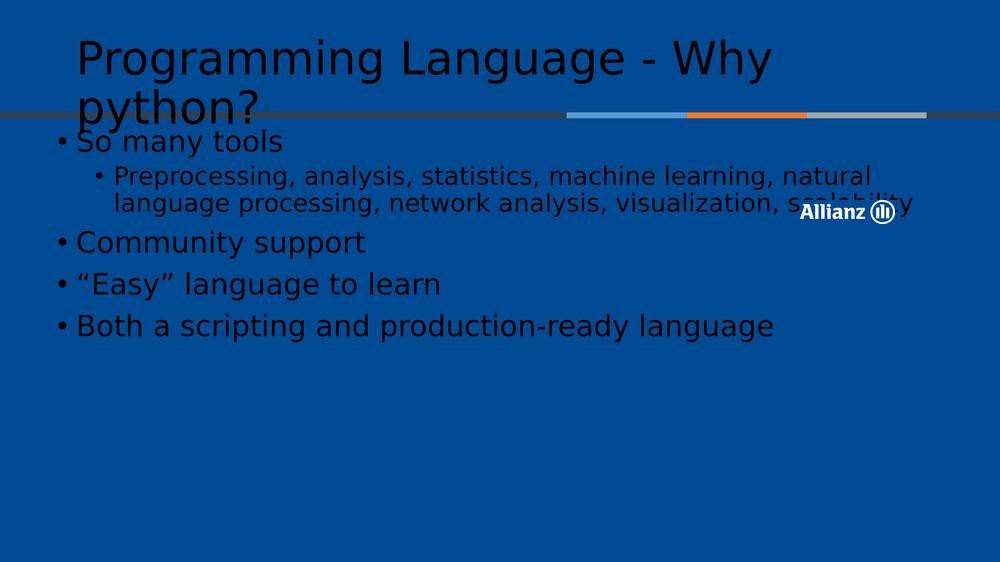 Programming Language - Why
python?
• So many tools
• Preprocessing, analysis, statistics, machine learning, natural
language processing, network analysis, visualization, scalability
Allianz
• Community support
• “Easy” language to learn
• Both a scripting and production-ready language